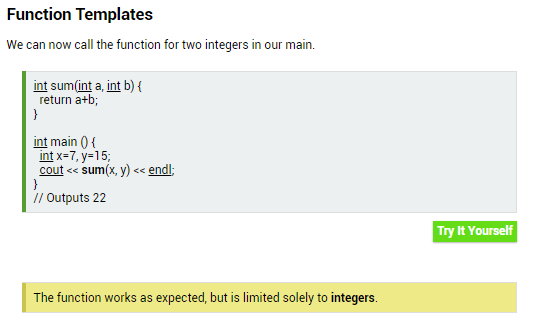 Function Templates
We can now call the function for two integers in our main.
int sum(int a, int b) {
return a+b;
}
int main () {
int x=7, y=15;
cout << sum(x, y) << endl;
}
// Outputs 22
Try It Yourself
The function works as expected, but is limited solely to integers.